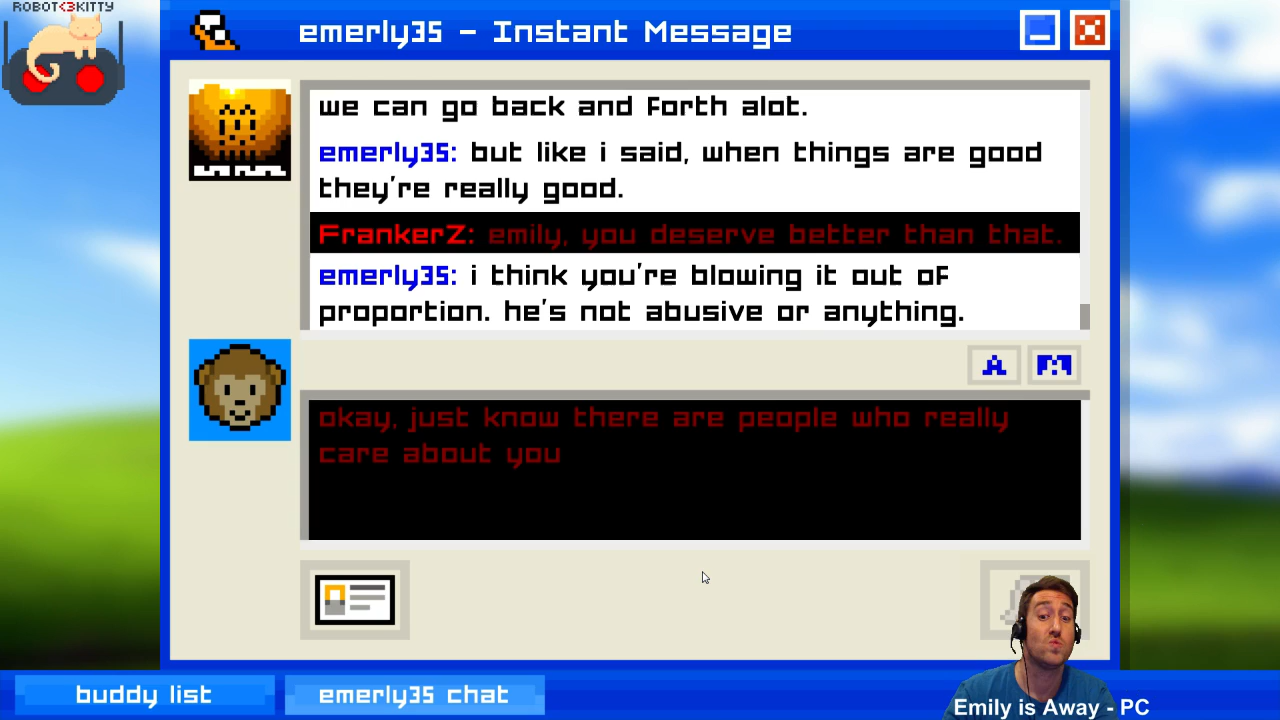 ROBOT<3KITTY
emerly35 - Instant Message
we can go back and forth alot.
emerly35: but like i said, when things are good
they're really good.
FrankerZ: emily, you deserve better than that.
emerly35: i think you're blowing it out of
proportion. he's not abusive or anything.
A
okay, just know there are people who really
care about you
buddy list
emerly35 chat
Emily is Away - PC